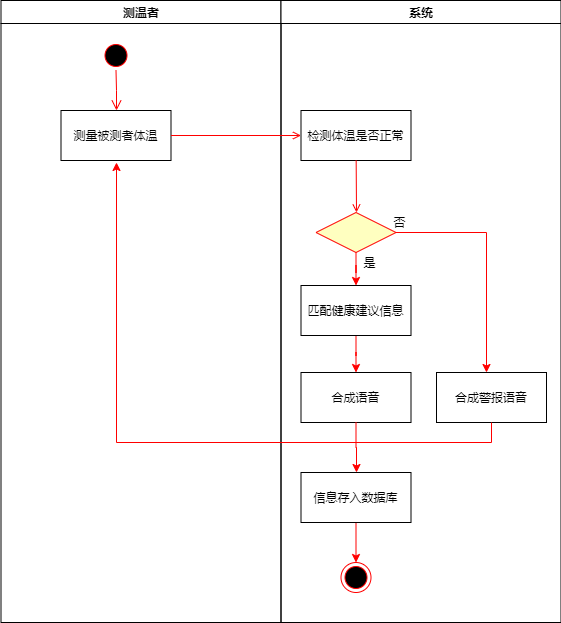 测温者
系统
测量被测者体温
检测体温是否正常
否
是
匹配健康建议信息
合成语音
合成警报语音
信息存入数据库